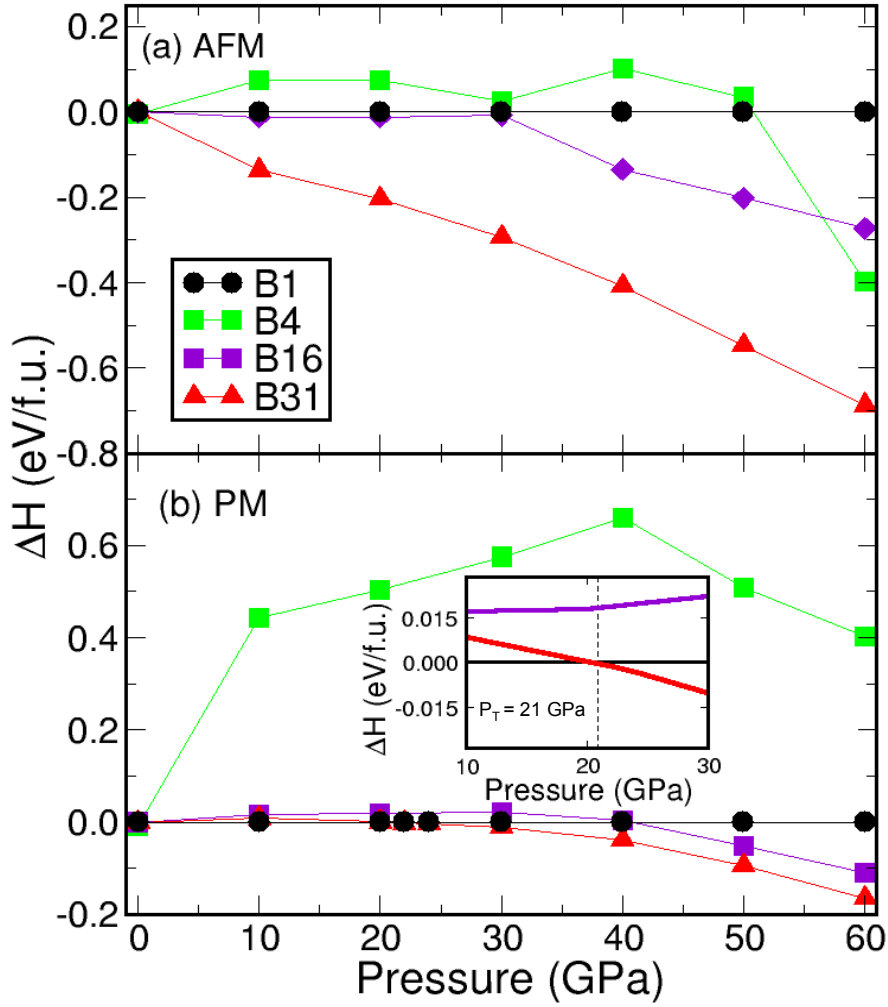 (a) AFM
0.2
0.0
-0.2
-0.4
-0.6
-0.8
B1
B4
B16
B31
ΔH (eV/f.u.)
(b) PM
0.6
0.4
0.2
0.0
-0.2
0.015
0.000
-0.015
ΔH (eV/f.u.)
P_T = 21 GPa
10 20 30
Pressure (GPa)
0 10 20 30 40 50 60
Pressure (GPa)